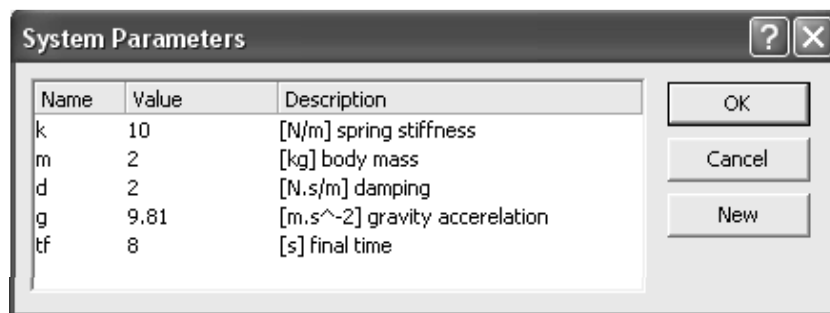 System Parameters ? X
Name Value Description OK
k 10 [N/m] spring stiffness
m 2 [kg] body mass Cancel
d 2 [N.s/m] damping
g 9.81 [m.s^-2] gravity accerelation New
tf 8 [s] final time